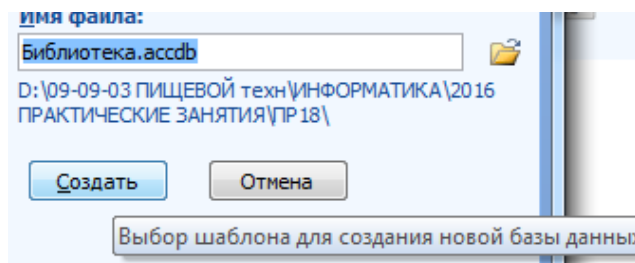 Имя файла:
Библиотека.accdb
D:\09-09-03 ПИЩЕВОЙ техн\ИНФОРМАТИКА\2016
ПРАКТИЧЕСКИЕ ЗАНЯТИЯ\ПР18\
Создать Отмена
Выбор шаблона для создания новой базы данных